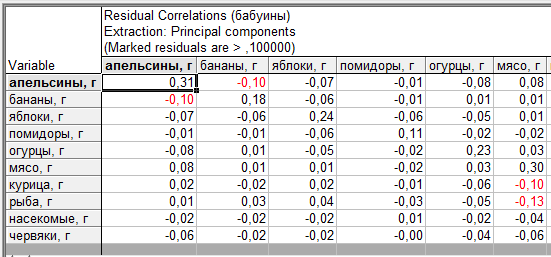 Residual Correlations (бабуины)
Extraction: Principal components
(Marked residuals are > ,100000)
Variable апельсины, г бананы, г яблоки, г помидоры, г огурцы, г мясо, г
апельсины, г 0,31 -0,10 -0,07 -0,01 -0,08 0,08
бананы, г -0,10 0,18 -0,06 -0,01 0,01 0,01
яблоки, г -0,07 -0,06 0,24 -0,06 -0,05 0,01
помидоры, г -0,01 -0,01 -0,06 0,11 -0,02 -0,02
огурцы, г -0,08 0,01 -0,05 -0,02 0,23 0,03
мясо, г 0,08 0,01 0,01 -0,02 0,03 0,30
курица, г 0,02 -0,02 0,02 -0,01 -0,06 -0,10
рыба, г 0,01 0,03 0,04 -0,03 -0,05 -0,13
насекомые, г -0,02 -0,02 -0,02 0,01 -0,02 -0,04
червяки, г -0,06 -0,02 -0,02 -0,00 -0,04 -0,06